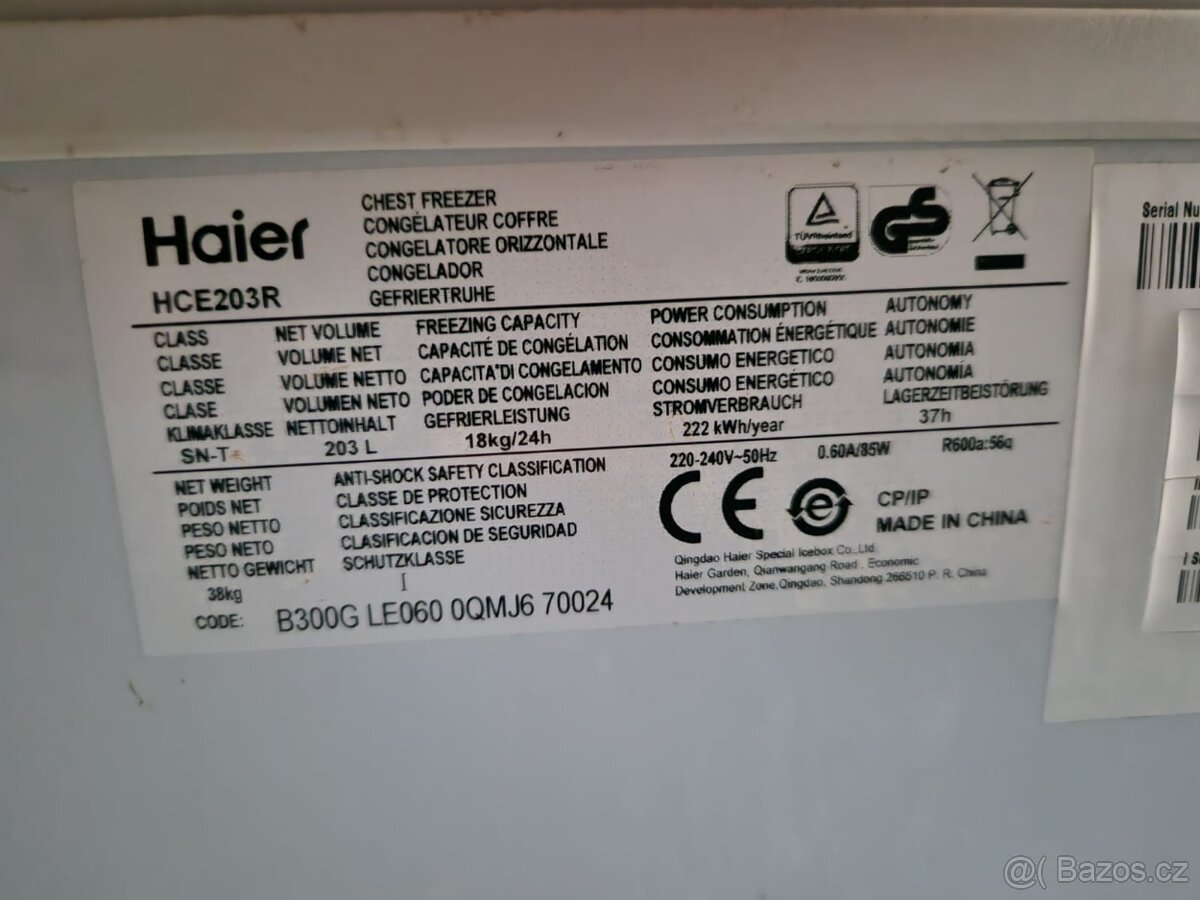 Haier
HCE203R
CHEST FREEZER
CONGÉLATEUR COFFRE
CONGELATORE ORIZZONTALE
CONGELADOR
GEFRIERTRUHE
TÜVRheinland
GS
CLASS
CLASSE
CLASSE
CLASE
KLIMAKLASSE
SN-T
NET VOLUME
VOLUME NET
VOLUME NETTO
VOLUMEN NETO
NETTOINHALT
203 L
FREEZING CAPACITY
CAPACITÉ DE CONGÉLATION
CAPACITA'DI CONGELAMENTO
PODER DE CONGELACION
GEFRIERLEISTUNG
18kg/24h
POWER CONSUMPTION
CONSOMMATION ÉNERGÉTIQUE
CONSUMO ENERGETICO
CONSUMO ENERGÉTICO
STROMVERBRAUCH
222 kWh/year
AUTONOMY
AUTONOMIE
AUTONOMIA
AUTONOMÍA
LAGERZEITBEISTÖRUNG
37h
NET WEIGHT
POIDS NET
PESO NETTO
PESO NETO
NETTO GEWICHT
38kg
ANTI-SHOCK SAFETY CLASSIFICATION
CLASSE DE PROTECTION
CLASSIFICAZIONE SICUREZZA
CLASIFICACION DE SEGURIDAD
SCHUTZKLASSE
I
220-240V~50Hz 0.60A/85W R600a:56g
CE e CP/IP
MADE IN CHINA
Qingdao Haier Special Icebox Co.,Ltd.
Haier Garden, Qianwangang Road, Economic
Development Zone,Qingdao, Shandong 266510 P. R. China
CODE: B300G LE060 0QMJ6 70024
Serial Nu
@( Bazos.cz